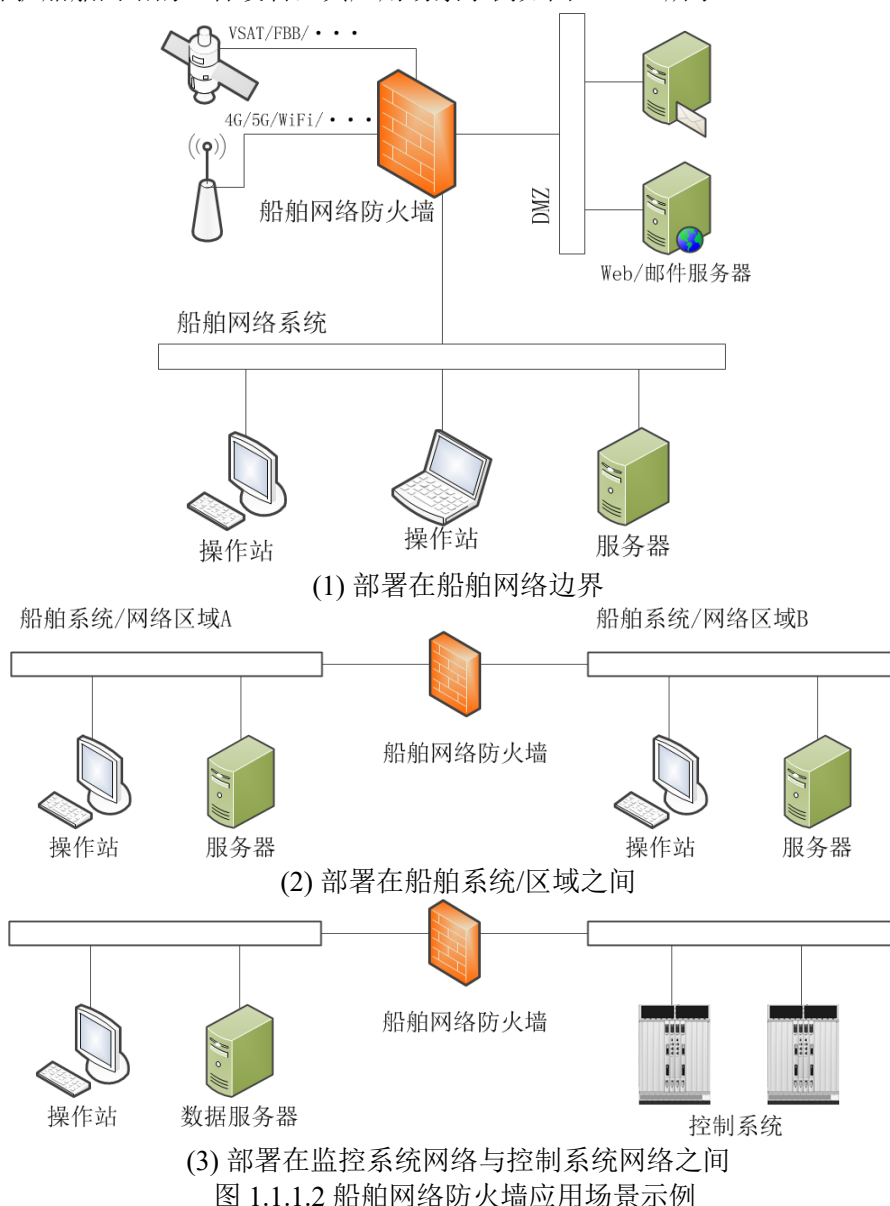 VSAT/FBB/···
4G/5G/WiFi/···
船舶网络防火墙
DMZ
Web/邮件服务器
船舶网络系统
操作站
操作站
服务器
(1) 部署在船舶网络边界
船舶系统/网络区域A
船舶系统/网络区域B
船舶网络防火墙
操作站
服务器
操作站
服务器
(2) 部署在船舶系统/区域之间
船舶网络防火墙
操作站
数据服务器
控制系统
(3) 部署在监控系统网络与控制系统网络之间
图 1.1.1.2 船舶网络防火墙应用场景示例